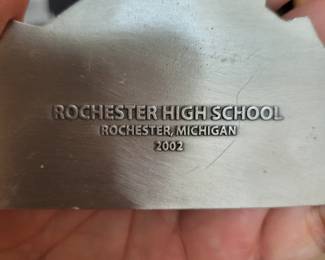 ROCHESTER HIGH SCHOOL
ROCHESTER, MICHIGAN
2002